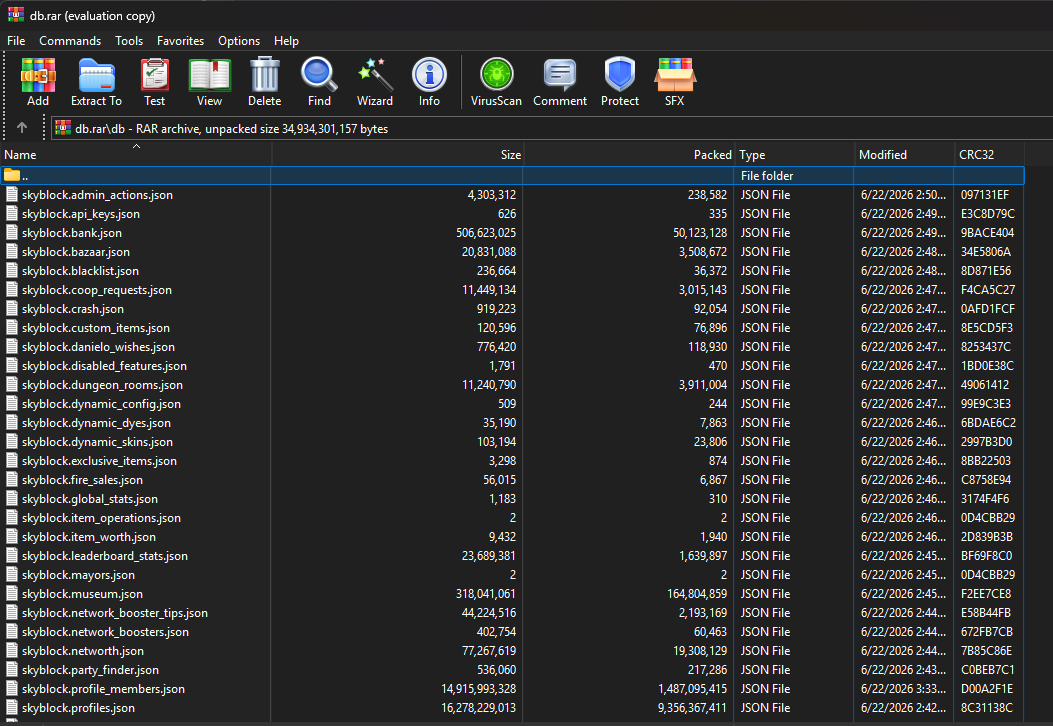 db.rar (evaluation copy)
File Commands Tools Favorites Options Help
Add Extract To Test View Delete Find Wizard Info VirusScan Comment Protect SFX
db.rar\db - RAR archive, unpacked size 34,934,301,157 bytes
Name Size Packed Type Modified CRC32
.. File folder
skyblock.admin_actions.json 4,303,312 238,582 JSON File 6/22/2026 2:50... 097131EF
skyblock.api_keys.json 626 335 JSON File 6/22/2026 2:49... E3C8D79C
skyblock.bank.json 506,623,025 50,123,128 JSON File 6/22/2026 2:49... 9BACE404
skyblock.bazaar.json 20,831,088 3,508,672 JSON File 6/22/2026 2:48... 34E5806A
skyblock.blacklist.json 236,664 36,372 JSON File 6/22/2026 2:48... 8D871E56
skyblock.coop_requests.json 11,449,134 3,015,143 JSON File 6/22/2026 2:47... F4CA5C27
skyblock.crash.json 919,223 92,054 JSON File 6/22/2026 2:47... 0AFD1FCF
skyblock.custom_items.json 120,596 76,896 JSON File 6/22/2026 2:47... 8E5CD5F3
skyblock.danielo_wishes.json 776,420 118,930 JSON File 6/22/2026 2:47... 8253437C
skyblock.disabled_features.json 1,791 470 JSON File 6/22/2026 2:47... 1BD0E38C
skyblock.dungeon_rooms.json 11,240,790 3,911,004 JSON File 6/22/2026 2:47... 49061412
skyblock.dynamic_config.json 509 244 JSON File 6/22/2026 2:47... 99E9C3E3
skyblock.dynamic_dyes.json 35,190 7,863 JSON File 6/22/2026 2:47... 6BDAE6C2
skyblock.dynamic_skins.json 103,194 23,806 JSON File 6/22/2026 2:46... 2997B3D0
skyblock.exclusive_items.json 3,298 874 JSON File 6/22/2026 2:46... 8BB22503
skyblock.fire_sales.json 56,015 6,867 JSON File 6/22/2026 2:46... C8758E94
skyblock.global_stats.json 1,183 310 JSON File 6/22/2026 2:46... 3174F4F6
skyblock.item_operations.json 2 2 JSON File 6/22/2026 2:46... 0D4CBB29
skyblock.item_worth.json 9,432 1,940 JSON File 6/22/2026 2:46... 2D839B3B
skyblock.leaderboard_stats.json 23,689,381 1,639,897 JSON File 6/22/2026 2:45... BF69F8C0
skyblock.mayors.json 2 2 JSON File 6/22/2026 2:45... 0D4CBB29
skyblock.museum.json 318,041,061 164,804,859 JSON File 6/22/2026 2:45... F2EE7CE8
skyblock.network_booster_tips.json 44,224,516 2,193,169 JSON File 6/22/2026 2:44... E58B44FB
skyblock.network_boosters.json 402,754 60,463 JSON File 6/22/2026 2:44... 672FB7CB
skyblock.networth.json 77,267,619 19,308,129 JSON File 6/22/2026 2:44... 7B85C86E
skyblock.party_finder.json 536,060 217,286 JSON File 6/22/2026 2:43... C0BEB7C1
skyblock.profile_members.json 14,915,993,328 1,487,095,415 JSON File 6/22/2026 3:33... D00A2F1E
skyblock.profiles.json 16,278,229,013 9,356,367,411 JSON File 6/22/2026 2:42... 8C31138C